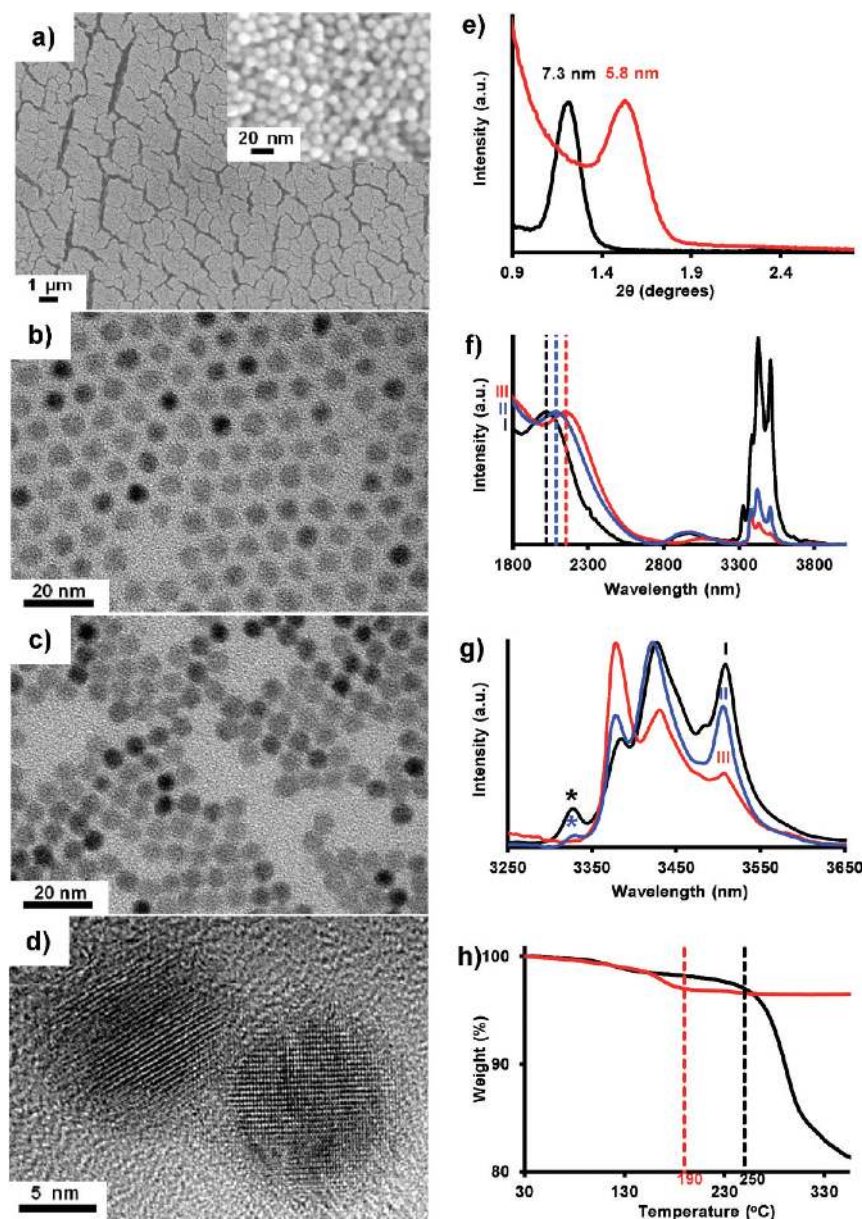 a)
20 nm
1 µm
b)
20 nm
c)
20 nm
d)
5 nm
e)
7.3 nm 5.8 nm
Intensity (a.u.)
0.9 1.4 1.9 2.4
2θ (degrees)
f)
Intensity (a.u.)
III
II
I
1800 2300 2800 3300 3800
Wavelength (nm)
g)
Intensity (a.u.)
I
II
III
*
*
3250 3350 3450 3550 3650
Wavelength (nm)
h)
100
90
80
Weight (%)
190 250
30 130 230 330
Temperature (ºC)